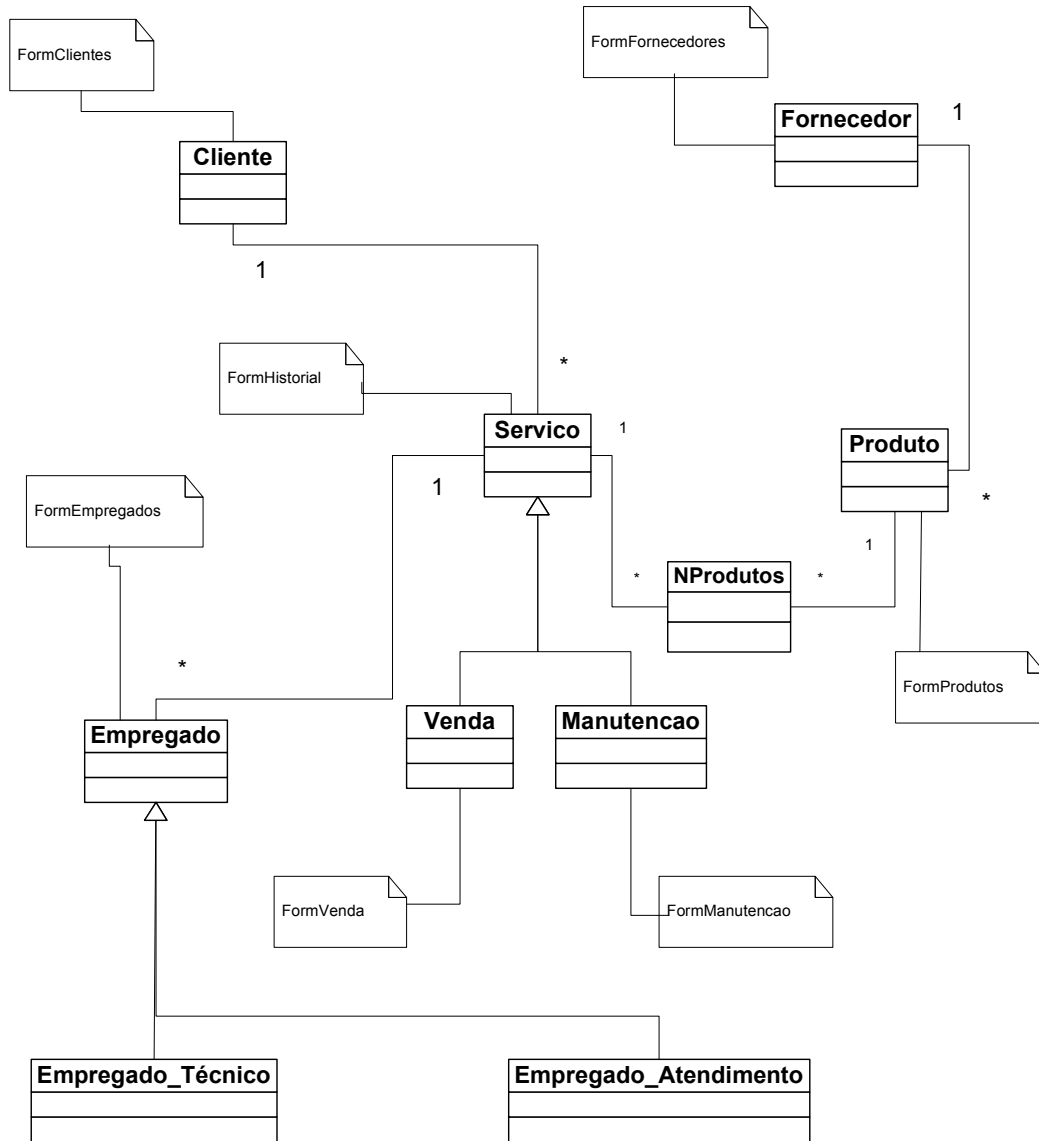 FormClientes
FormFornecedores
Fornecedor
1
Cliente
1
*
FormHistorial
Servico
1
Produto
1
*
FormEmpregados
1
NProdutos
*
*
*
FormProdutos
Empregado
Venda
Manutencao
FormVenda
FormManutencao
Empregado_Técnico
Empregado_Atendimento